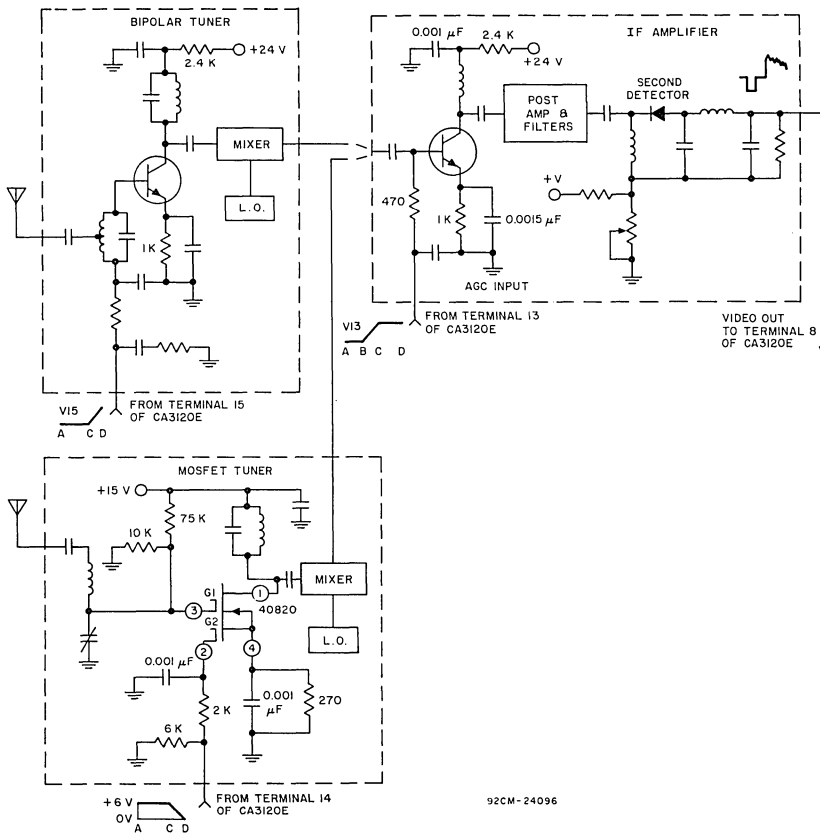 BIPOLAR TUNER
2.4 K
+24 V
MIXER
L.O.
1K
V15
A C D
FROM TERMINAL 15
OF CA3120E
IF AMPLIFIER
0.001 µF
2.4 K
+24 V
POST
AMP &
FILTERS
SECOND
DETECTOR
+V
470
1K
0.0015 µF
AGC INPUT
V13
A B C D
FROM TERMINAL 13
OF CA3120E
VIDEO OUT
TO TERMINAL 8
OF CA3120E
MOSFET TUNER
+15 V
75 K
10 K
G1
1
3
40820
G2
2
4
MIXER
L.O.
0.001 µF
2 K
0.001
µF
270
6 K
+6 V
0V
A C D
FROM TERMINAL 14
OF CA3120E
92CM-24096